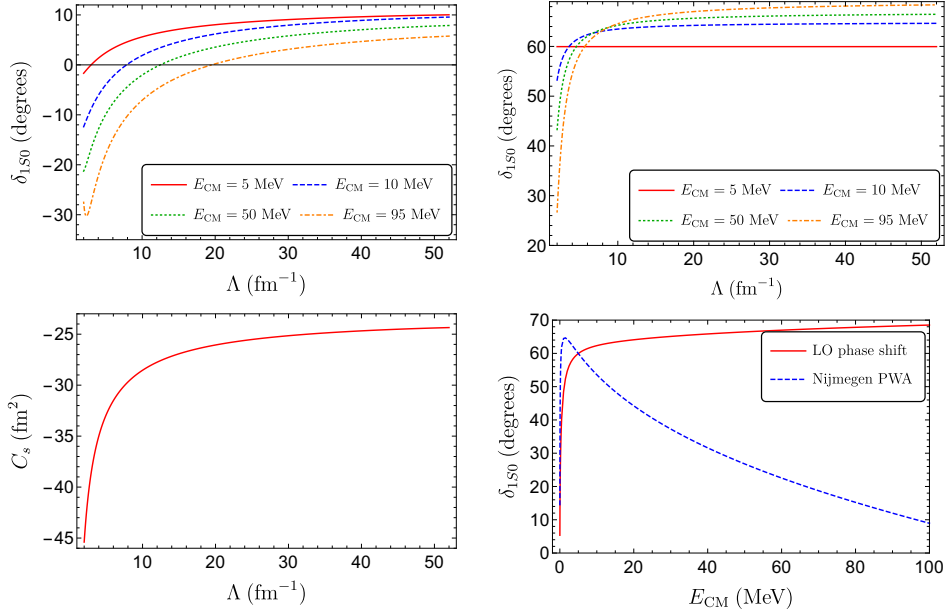 10
0
−10
−20
−30
δ1S0 (degrees)
E_CM = 5 MeV
E_CM = 10 MeV
E_CM = 50 MeV
E_CM = 95 MeV
10 20 30 40 50
Λ (fm⁻¹)
70
60
50
40
30
20
δ1S0 (degrees)
E_CM = 5 MeV
E_CM = 10 MeV
E_CM = 50 MeV
E_CM = 95 MeV
10 20 30 40 50
Λ (fm⁻¹)
−25
−30
−35
−40
−45
C_s (fm²)
10 20 30 40 50
Λ (fm⁻¹)
70
60
50
40
30
20
10
0
δ1S0 (degrees)
LO phase shift
Nijmegen PWA
0 20 40 60 80 100
E_CM (MeV)